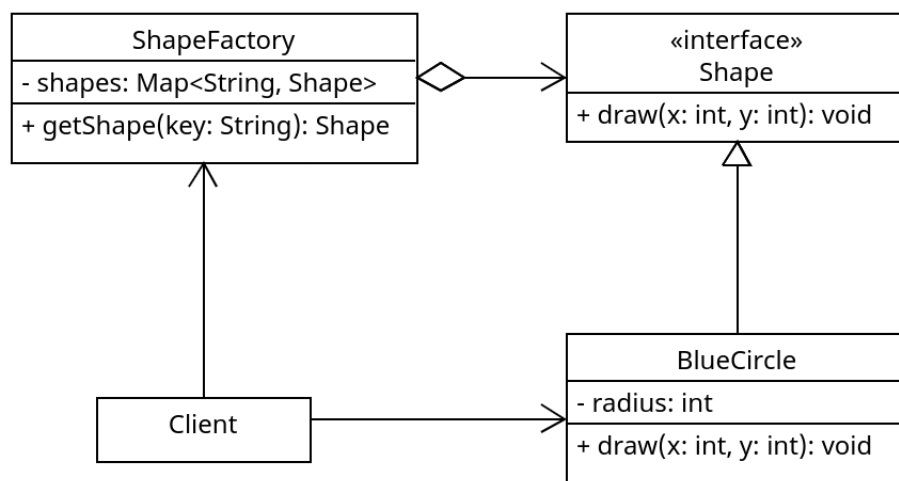 ShapeFactory
- shapes: Map<String, Shape>
+ getShape(key: String): Shape
«interface»
Shape
+ draw(x: int, y: int): void
Client
BlueCircle
- radius: int
+ draw(x: int, y: int): void